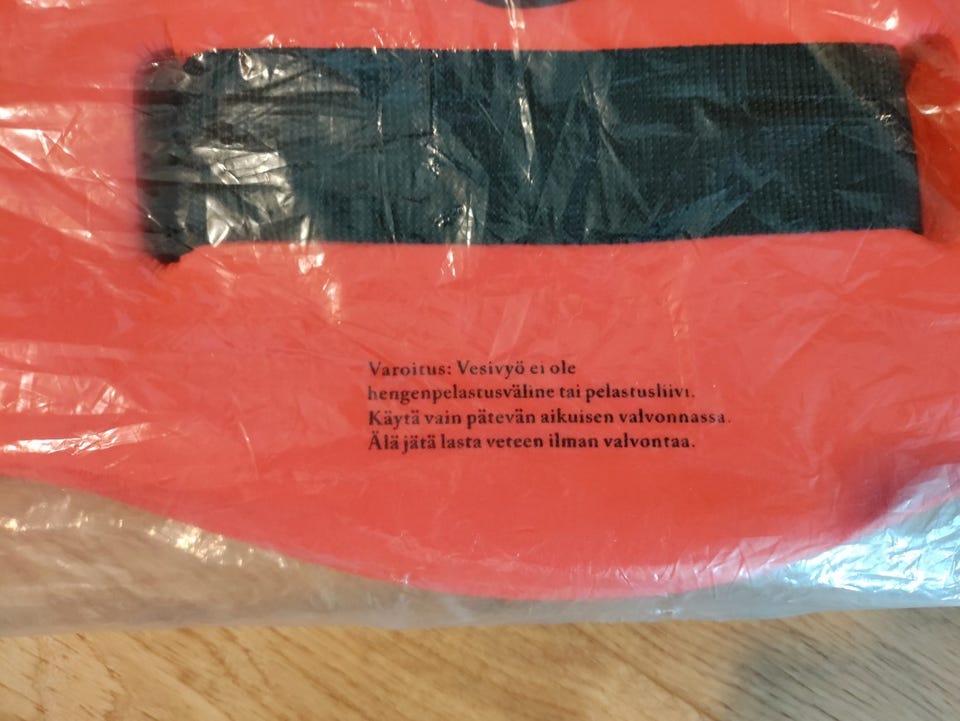 Varoitus: Vesivyö ei ole
hengenpelastusväline tai pelastusliivi.
Käytä vain pätevän aikuisen valvonnassa.
Älä jätä lasta veteen ilman valvontaa.